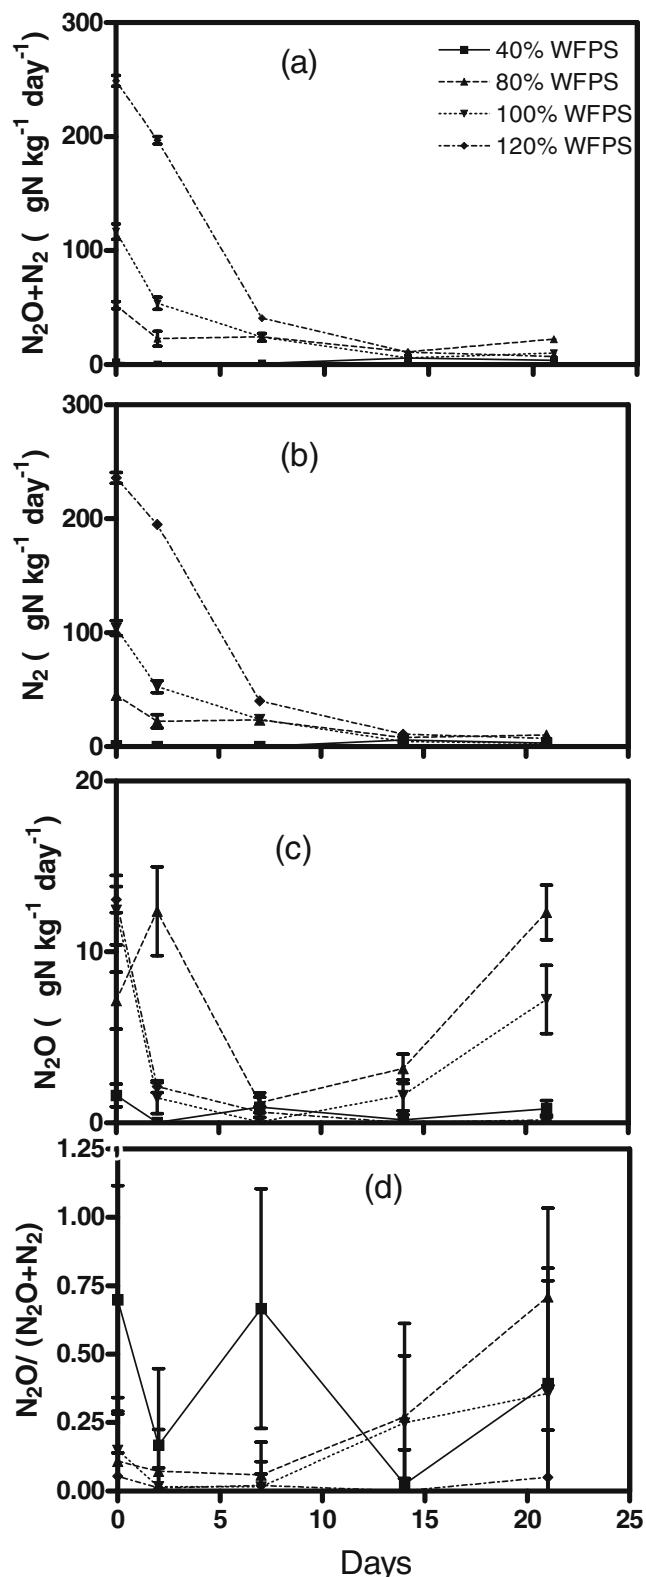 300
200
100
0
N₂O+N₂ ( gN kg⁻¹ day⁻¹)
(a)
40% WFPS
80% WFPS
100% WFPS
120% WFPS
300
200
100
0
N₂ ( gN kg⁻¹ day⁻¹)
(b)
20
10
0
N₂O ( gN kg⁻¹ day⁻¹)
(c)
1.25
1.00
0.75
0.50
0.25
0.00
N₂O/ (N₂O+N₂)
(d)
0 5 10 15 20 25
Days